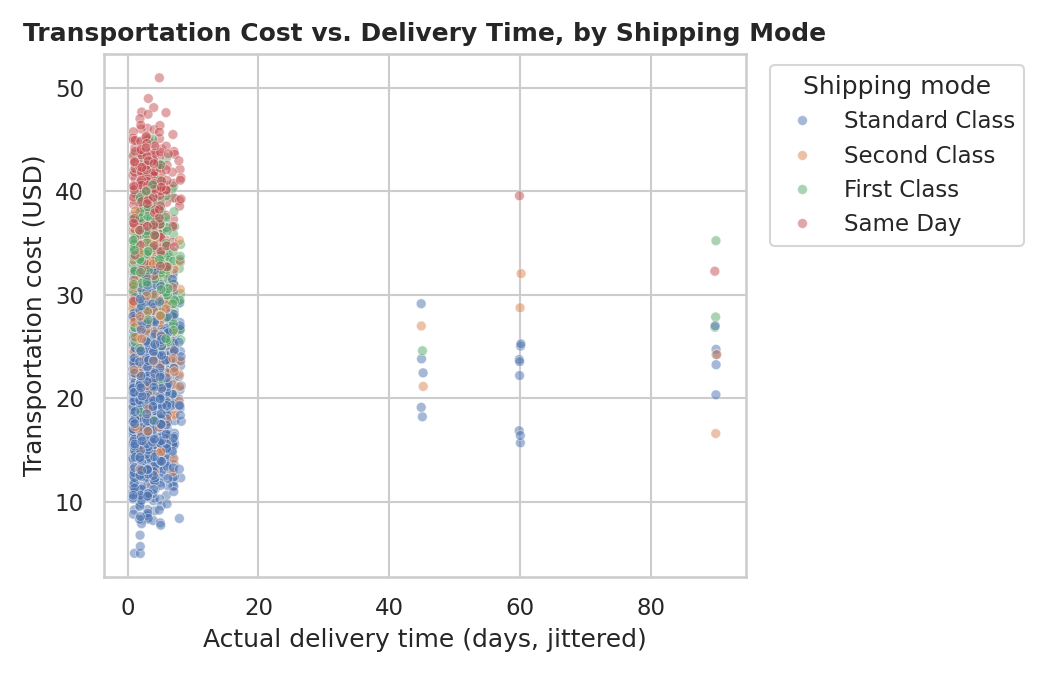 Transportation Cost vs. Delivery Time, by Shipping Mode
Transportation cost (USD)
50
40
30
20
10
0
20
40
60
80
Actual delivery time (days, jittered)
Shipping mode
Standard Class
Second Class
First Class
Same Day